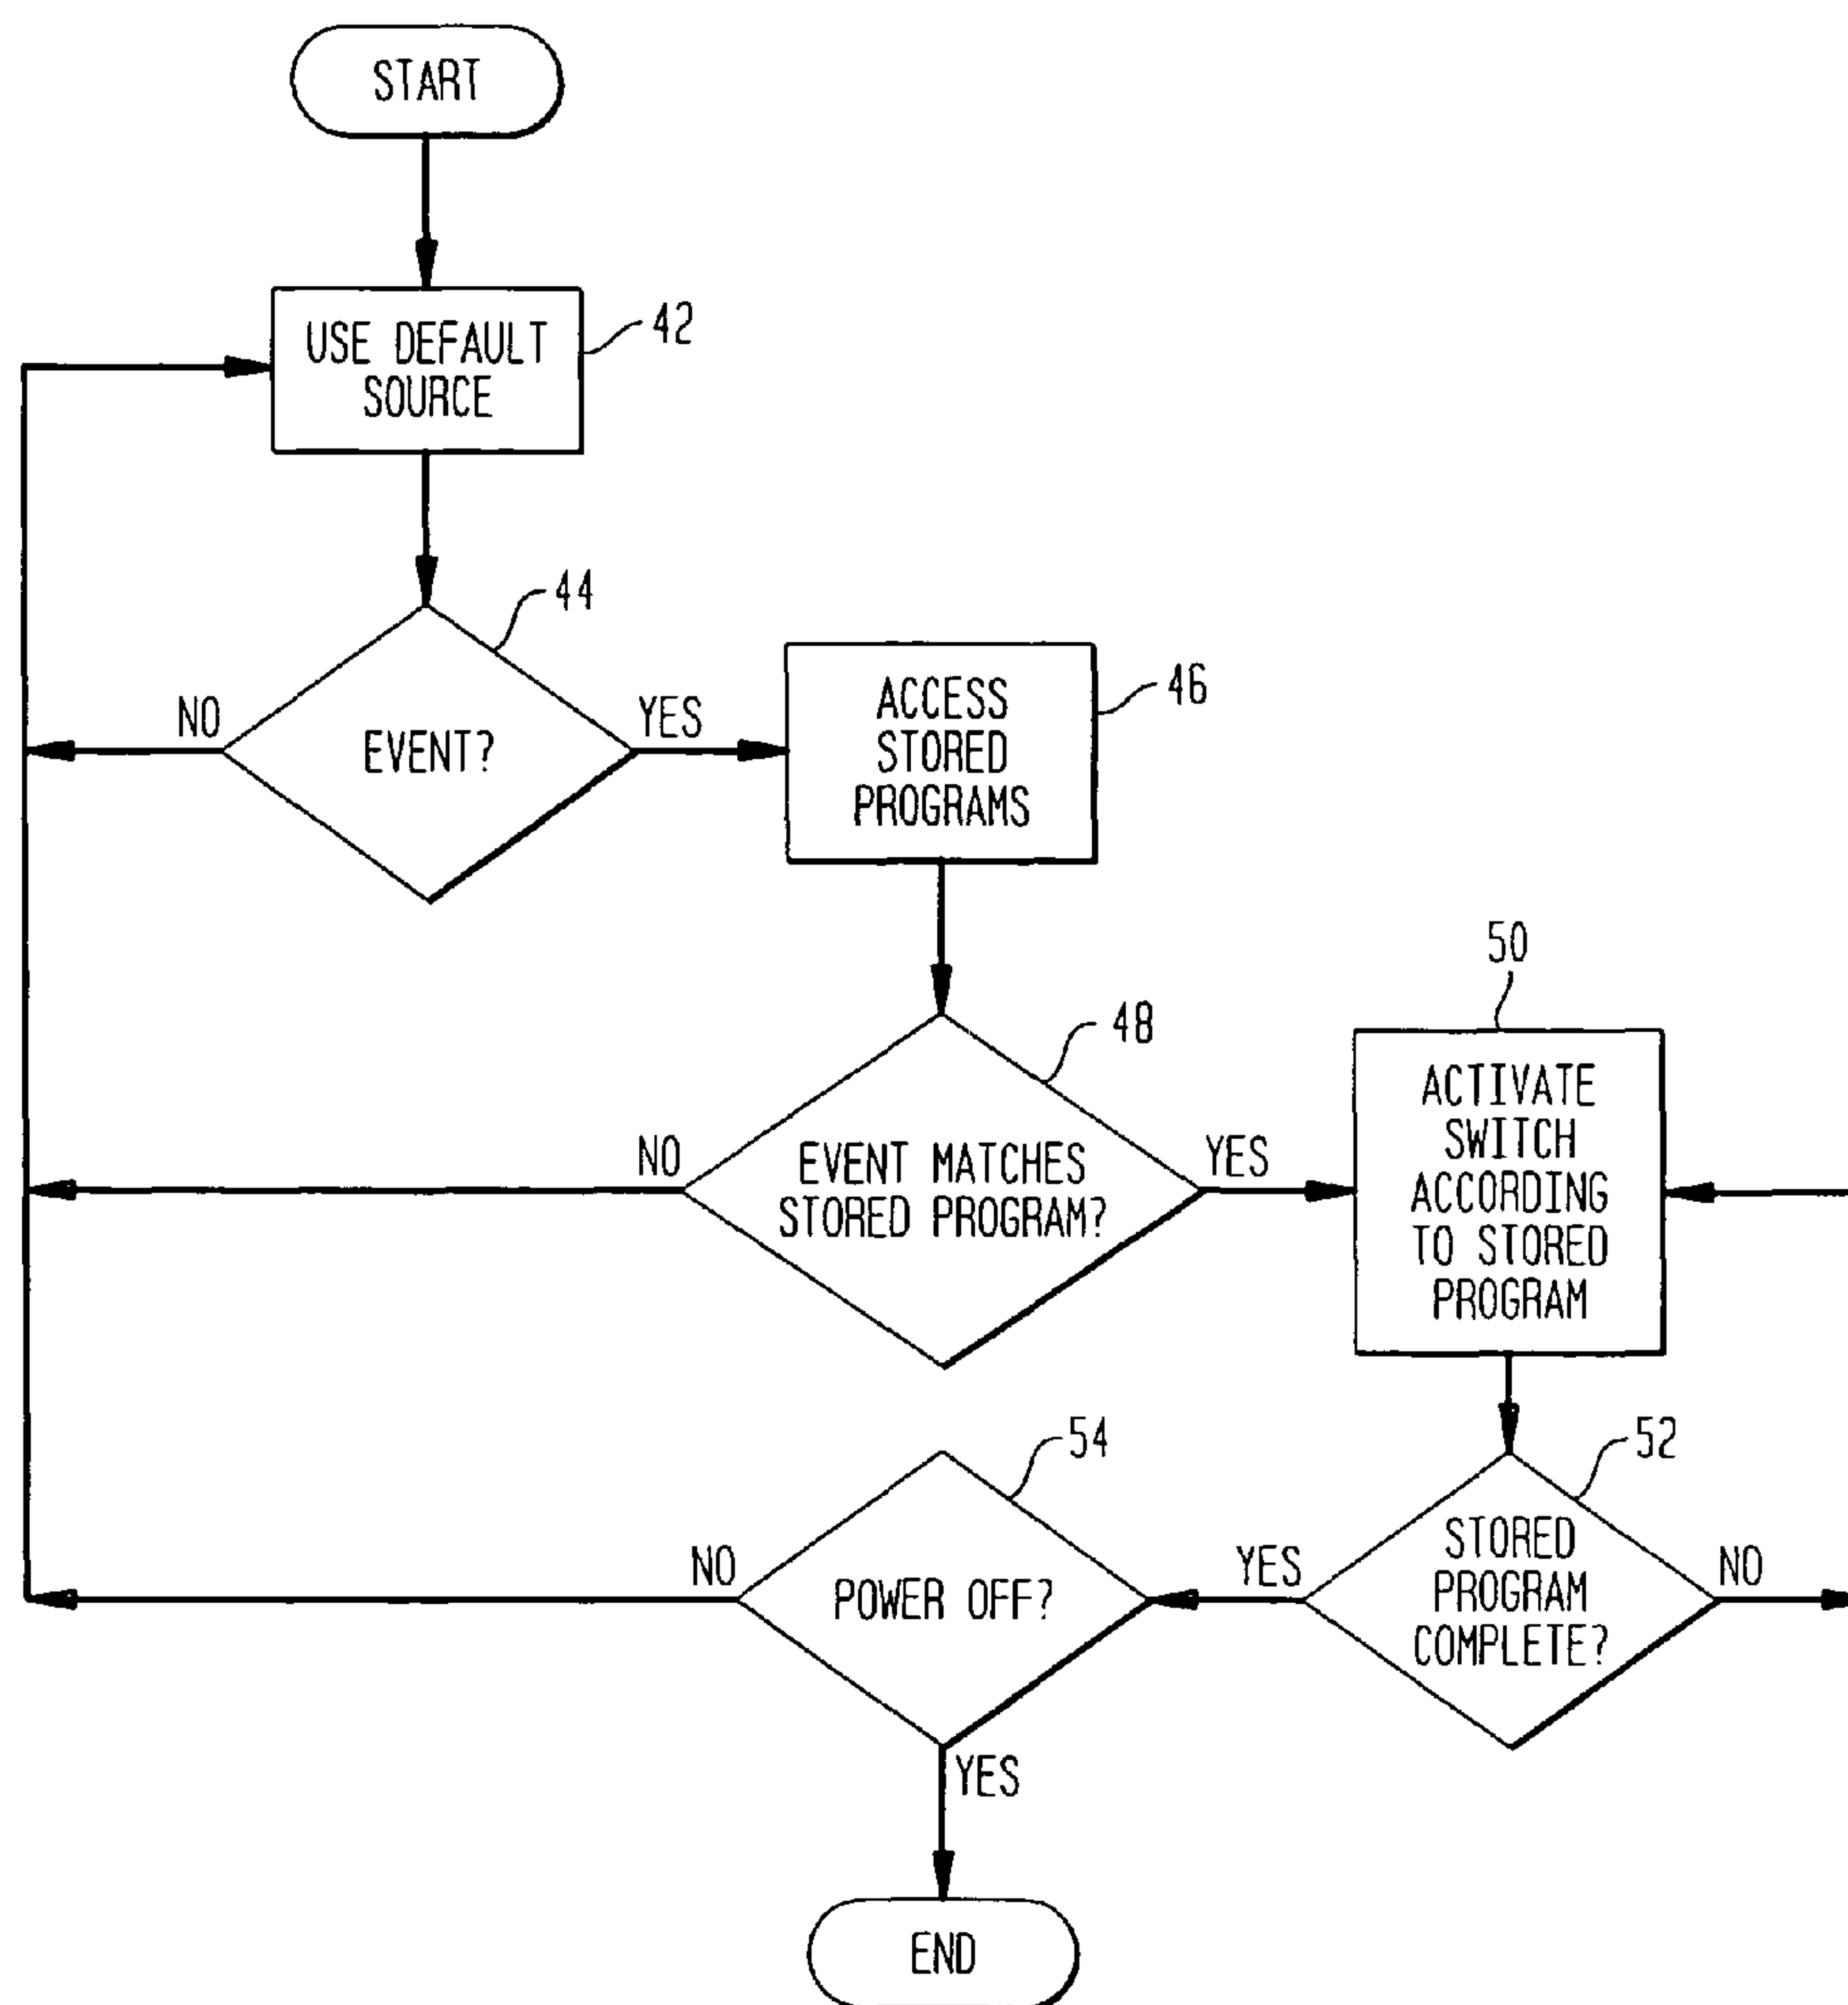 START
USE DEFAULT
SOURCE
42
44
NO
EVENT?
YES
ACCESS
STORED
PROGRAMS
46
48
NO
EVENT MATCHES
STORED PROGRAM?
YES
50
ACTIVATE
SWITCH
ACCORDING
TO STORED
PROGRAM
54
NO
POWER OFF?
YES
52
STORED
PROGRAM
COMPLETE?
YES
NO
END